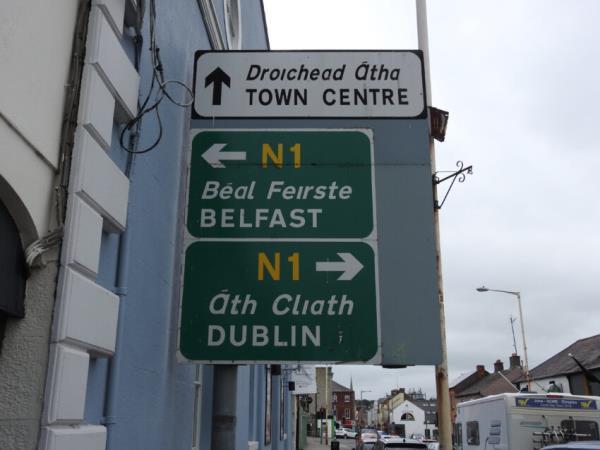 Droichead Átha
TOWN CENTRE
N1
Béal Feirste
BELFAST
N1
Áth Cliath
DUBLIN